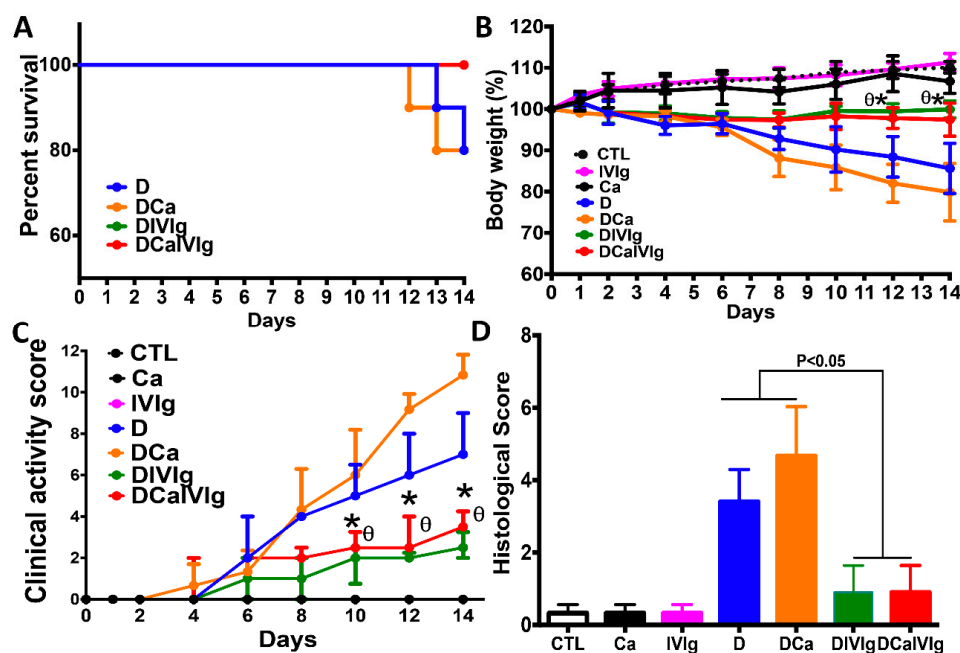 A
Percent survival
100
80
60
D
DCa
DIVIg
DCaIVIg
0 1 2 3 4 5 6 7 8 9 10 11 12 13 14
Days
B
Body weight (%)
120
110
100
90
80
70
60
θ* θ*
CTL
IVIg
Ca
D
DCa
DIVIg
DCaIVIg
0 1 2 3 4 5 6 7 8 9 10 11 12 13 14
Days
C
Clinical activity score
12
10
8
6
4
2
0
CTL
Ca
IVIg
D
DCa
DIVIg
DCaIVIg
* * *
θ θ θ
0 2 4 6 8 10 12 14
Days
D
Histological Score
8
6
4
2
0
P<0.05
CTL Ca IVIg D DCa DIVIg DCaIVIg